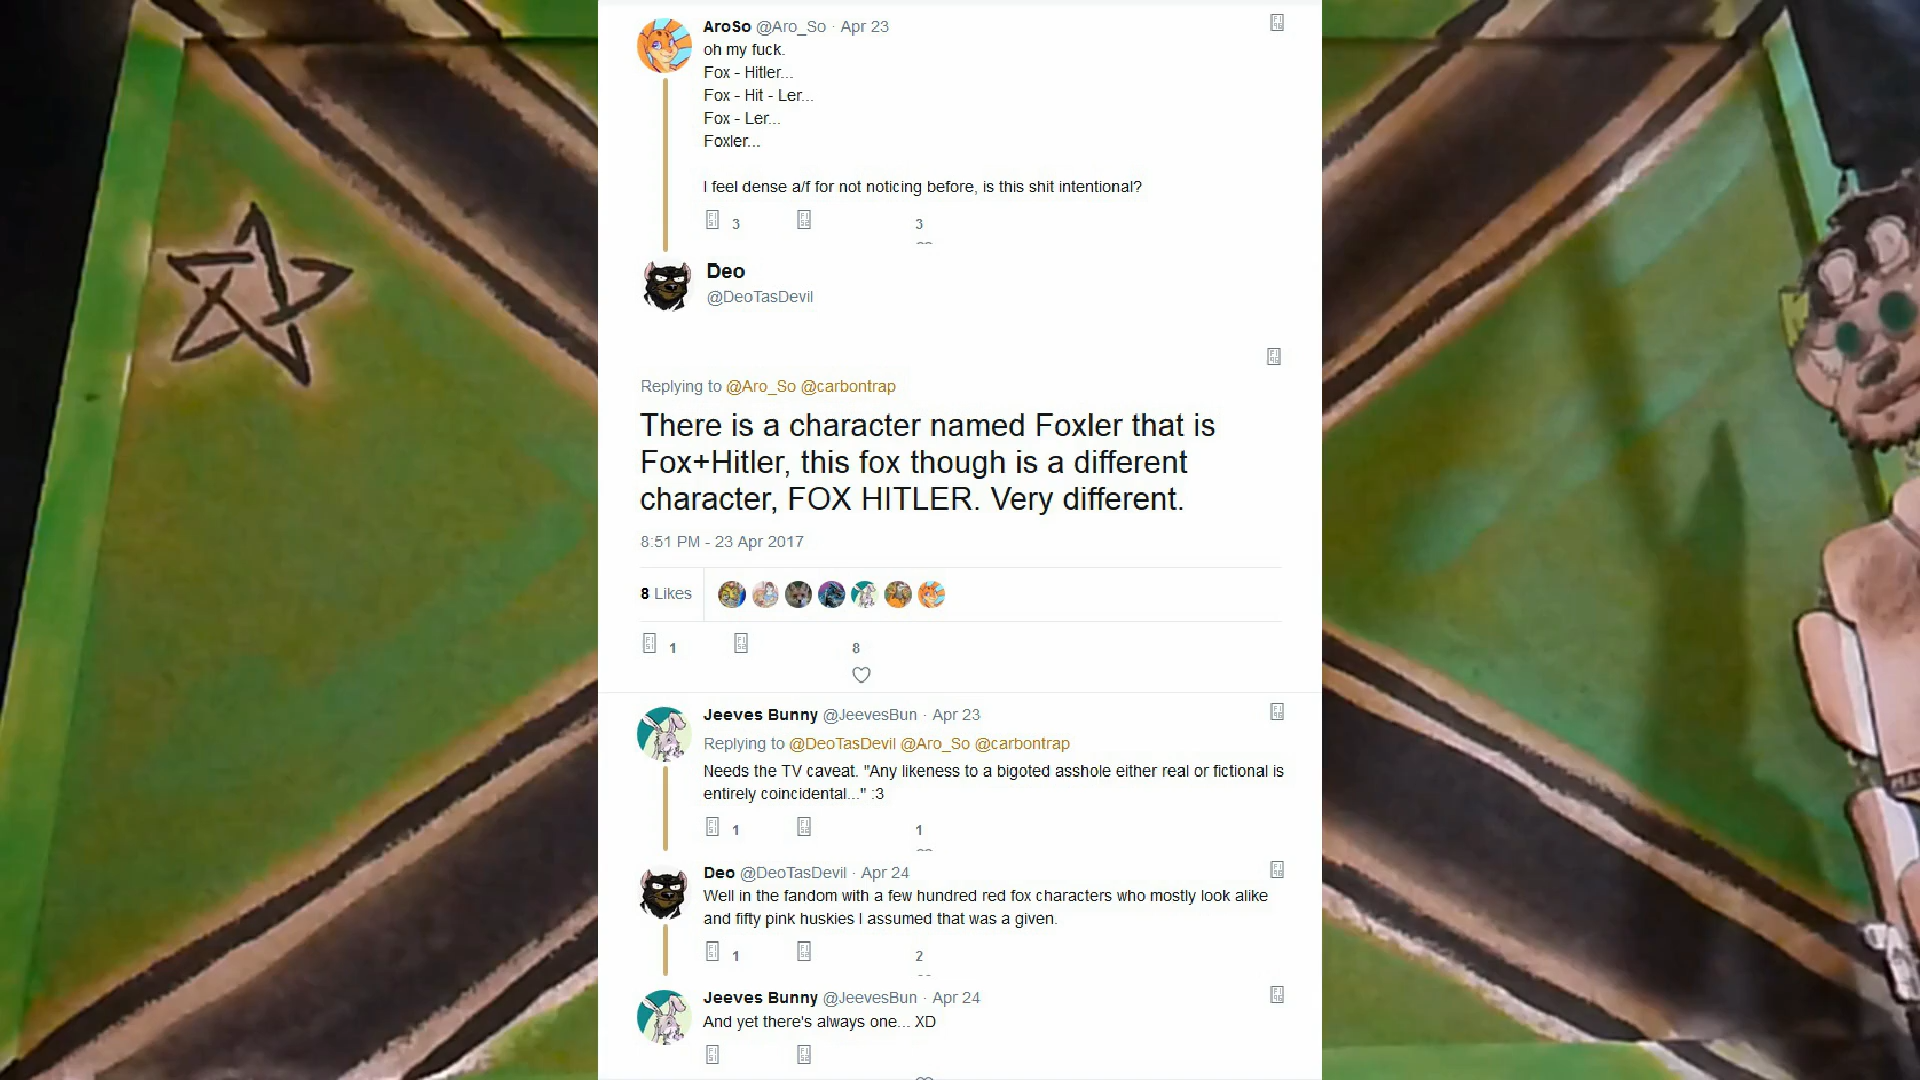 AroSo @Aro_So · Apr 23
oh my fuck.
Fox - Hitler...
Fox - Hit - Ler...
Fox - Ler...
Foxler...
I feel dense a/f for not noticing before, is this shit intentional?
3 3
Deo
@DeoTasDevil
Replying to @Aro_So @carbontrap
There is a character named Foxler that is
Fox+Hitler, this fox though is a different
character, FOX HITLER. Very different.
8:51 PM - 23 Apr 2017
8 Likes
1 8
Jeeves Bunny @JeevesBun · Apr 23
Replying to @DeoTasDevil @Aro_So @carbontrap
Needs the TV caveat. "Any likeness to a bigoted asshole either real or fictional is
entirely coincidental..." :3
1 1
Deo @DeoTasDevil · Apr 24
Well in the fandom with a few hundred red fox characters who mostly look alike
and fifty pink huskies I assumed that was a given.
1 2
Jeeves Bunny @JeevesBun · Apr 24
And yet there's always one... XD